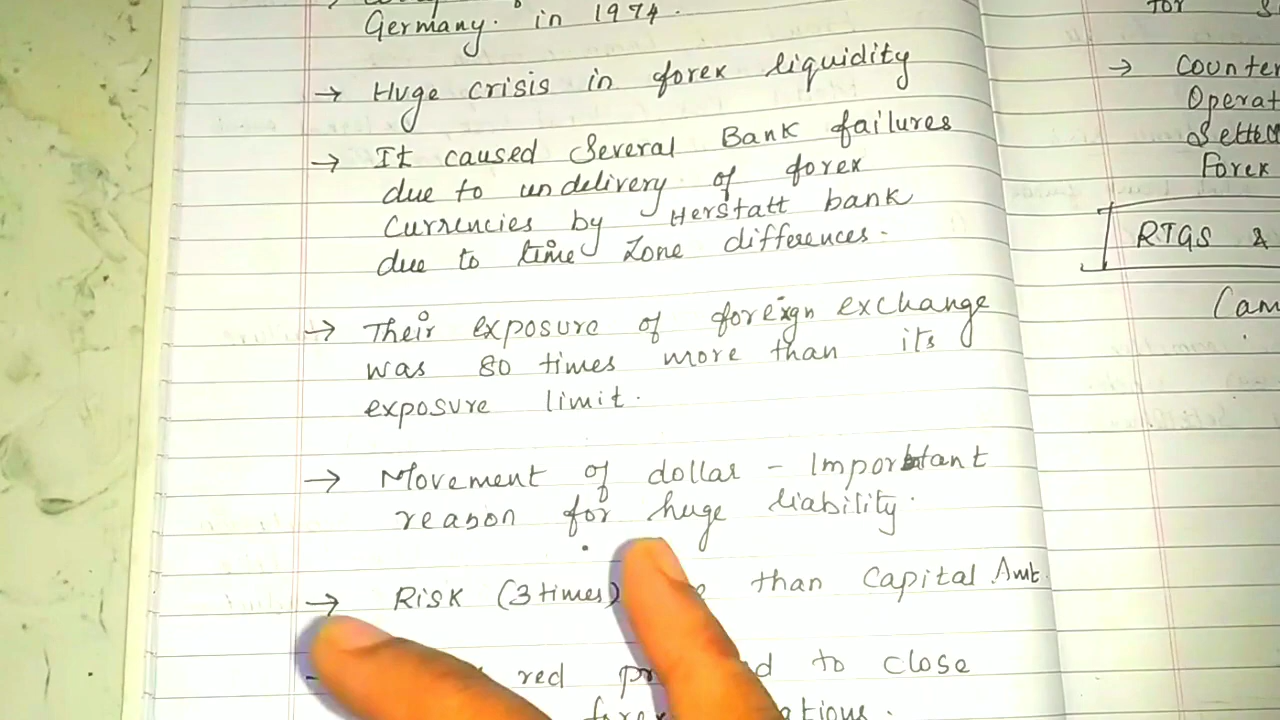 Germany. in 1974.
→ Huge crisis in forex liquidity
→ It caused Several Bank failures
due to undelivery of forex
Currencies by Herstatt bank
due to time Zone differences.
→ Their exposure of foreign exchange
was 80 times more than its
exposure limit.
→ Movement of dollar - Important
reason for huge liability.
→ Risk (3 times) than Capital Amt.
red to close
for
→ Counter
Operat
Settle
Forex
RTGS &
Cam